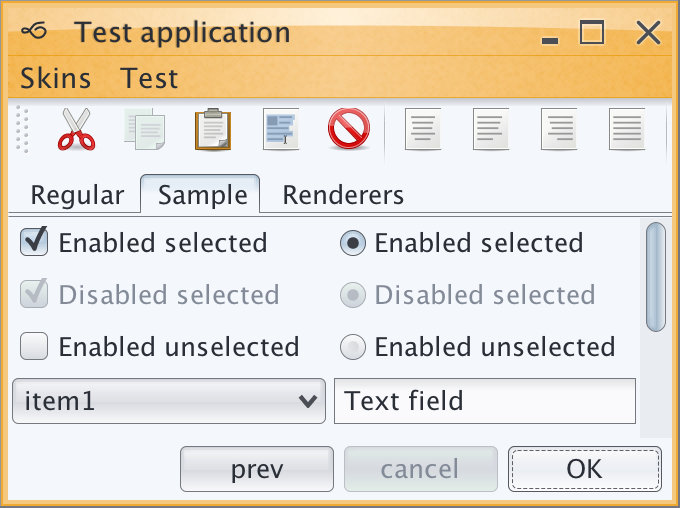 Test application
Skins Test
Regular Sample Renderers
Enabled selected Enabled selected
Disabled selected Disabled selected
Enabled unselected Enabled unselected
item1 Text field
prev cancel OK